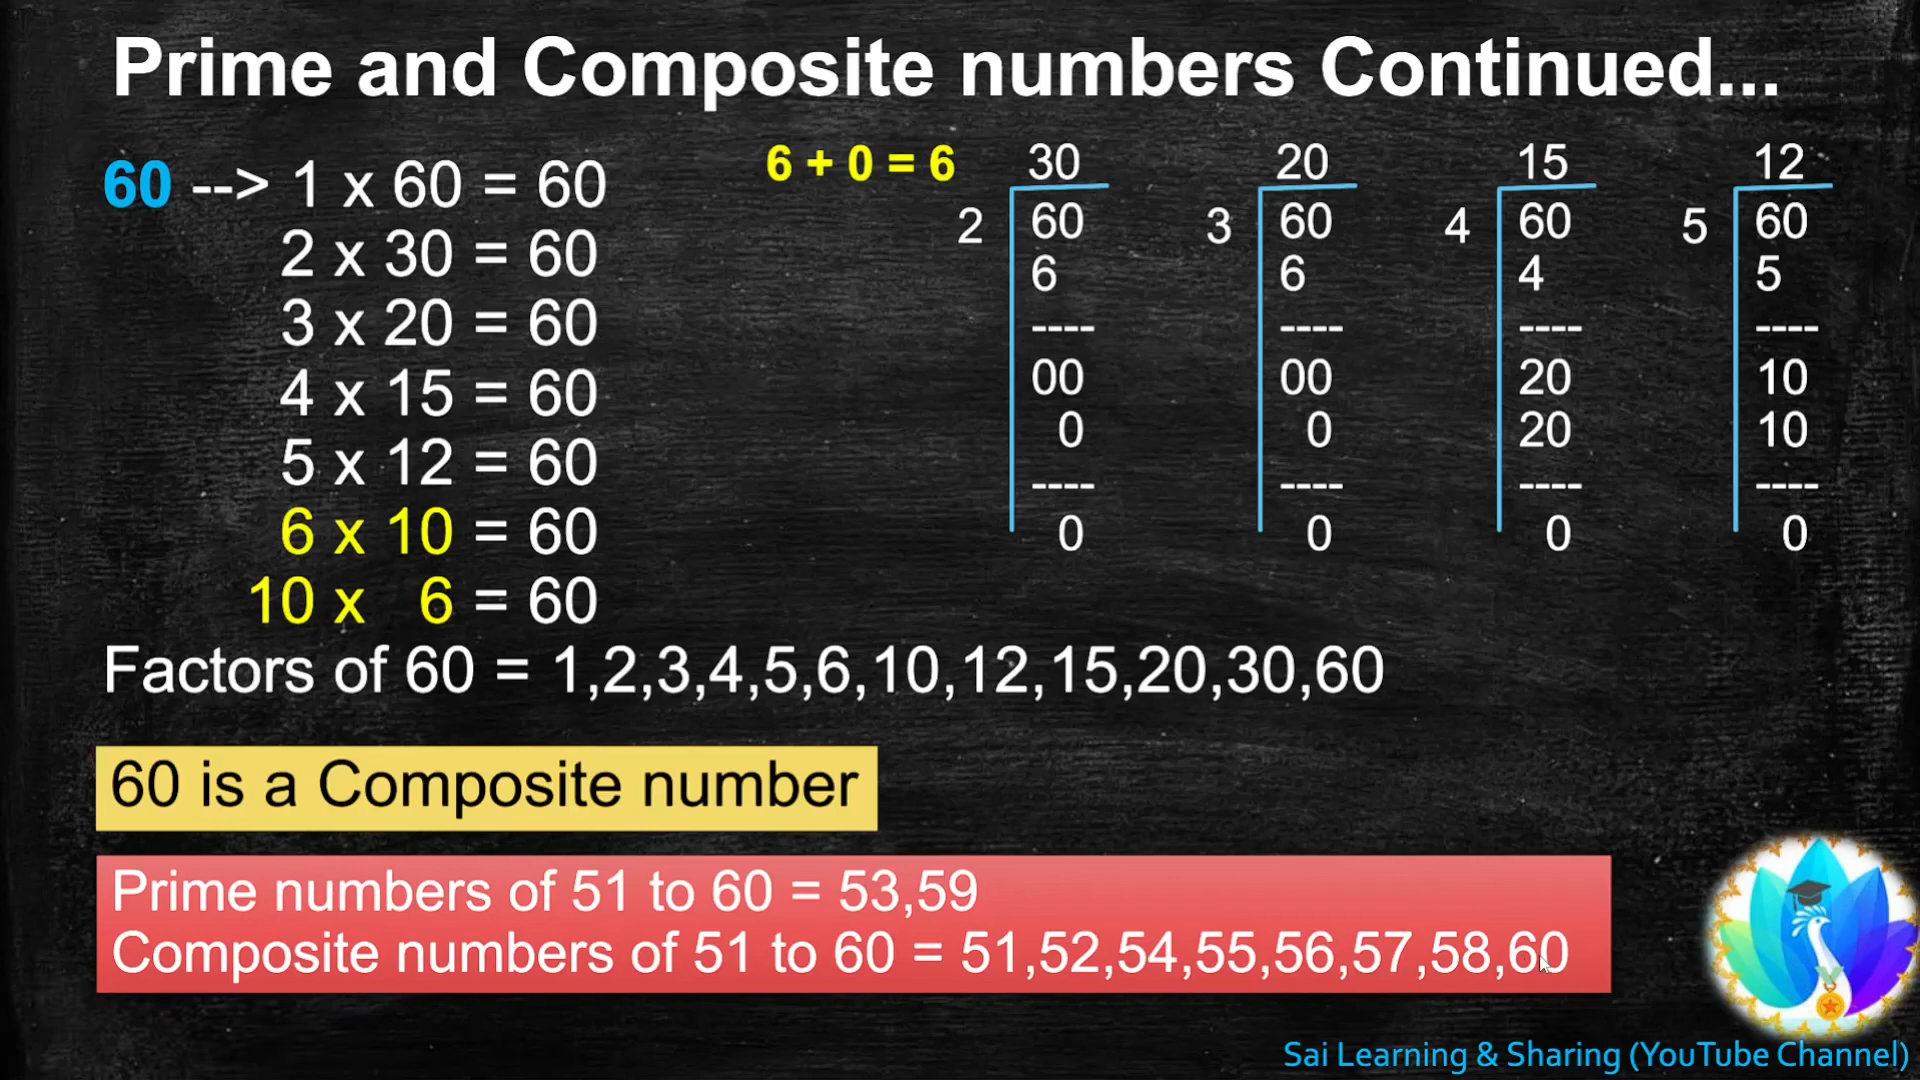 Prime and Composite numbers Continued...
60 --> 1 x 60 = 60
2 x 30 = 60
3 x 20 = 60
4 x 15 = 60
5 x 12 = 60
6 x 10 = 60
10 x 6 = 60
6 + 0 = 6
30
2 60
6
----
00
0
----
0
20
3 60
6
----
00
0
----
0
15
4 60
4
----
20
20
----
0
12
5 60
5
----
10
10
----
0
Factors of 60 = 1,2,3,4,5,6,10,12,15,20,30,60
60 is a Composite number
Prime numbers of 51 to 60 = 53,59
Composite numbers of 51 to 60 = 51,52,54,55,56,57,58,60
Sai Learning & Sharing (YouTube Channel)